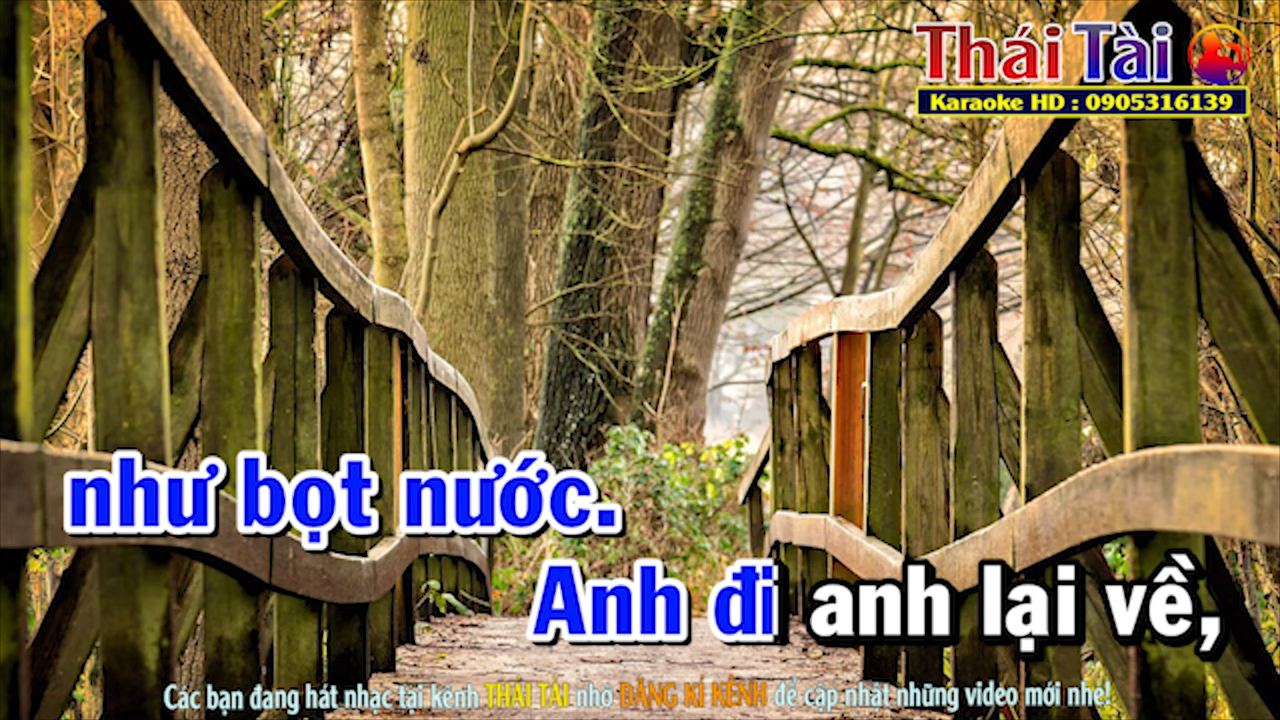 Thái Tài
Karaoke HD : 0905316139
như bọt nước.
Anh đi anh lại về,
Các bạn đang hát nhạc tại kênh THÁI TÀI nhớ ĐĂNG KÍ KÊNH để cập nhật những video mới nhé!